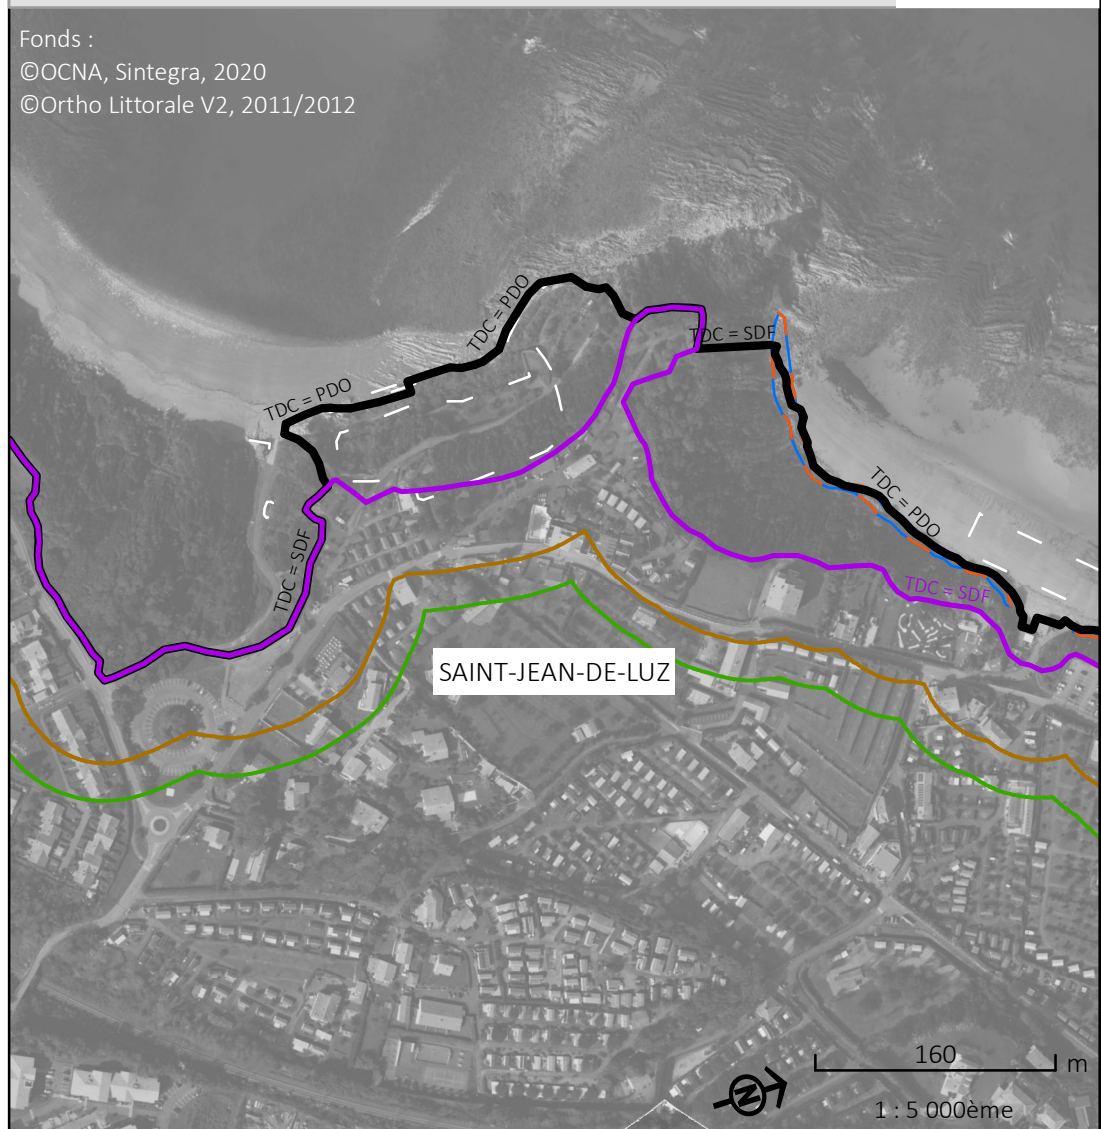 Fonds :
©OCNA, Sintegra, 2020
©Ortho Littorale V2, 2011/2012
TDC = PDO
TDC = SDF
TDC = PDO
TDC = PDO
TDC = SDF
TDC = SDF
SAINT-JEAN-DE-LUZ
160
m
N
1 : 5 000ème